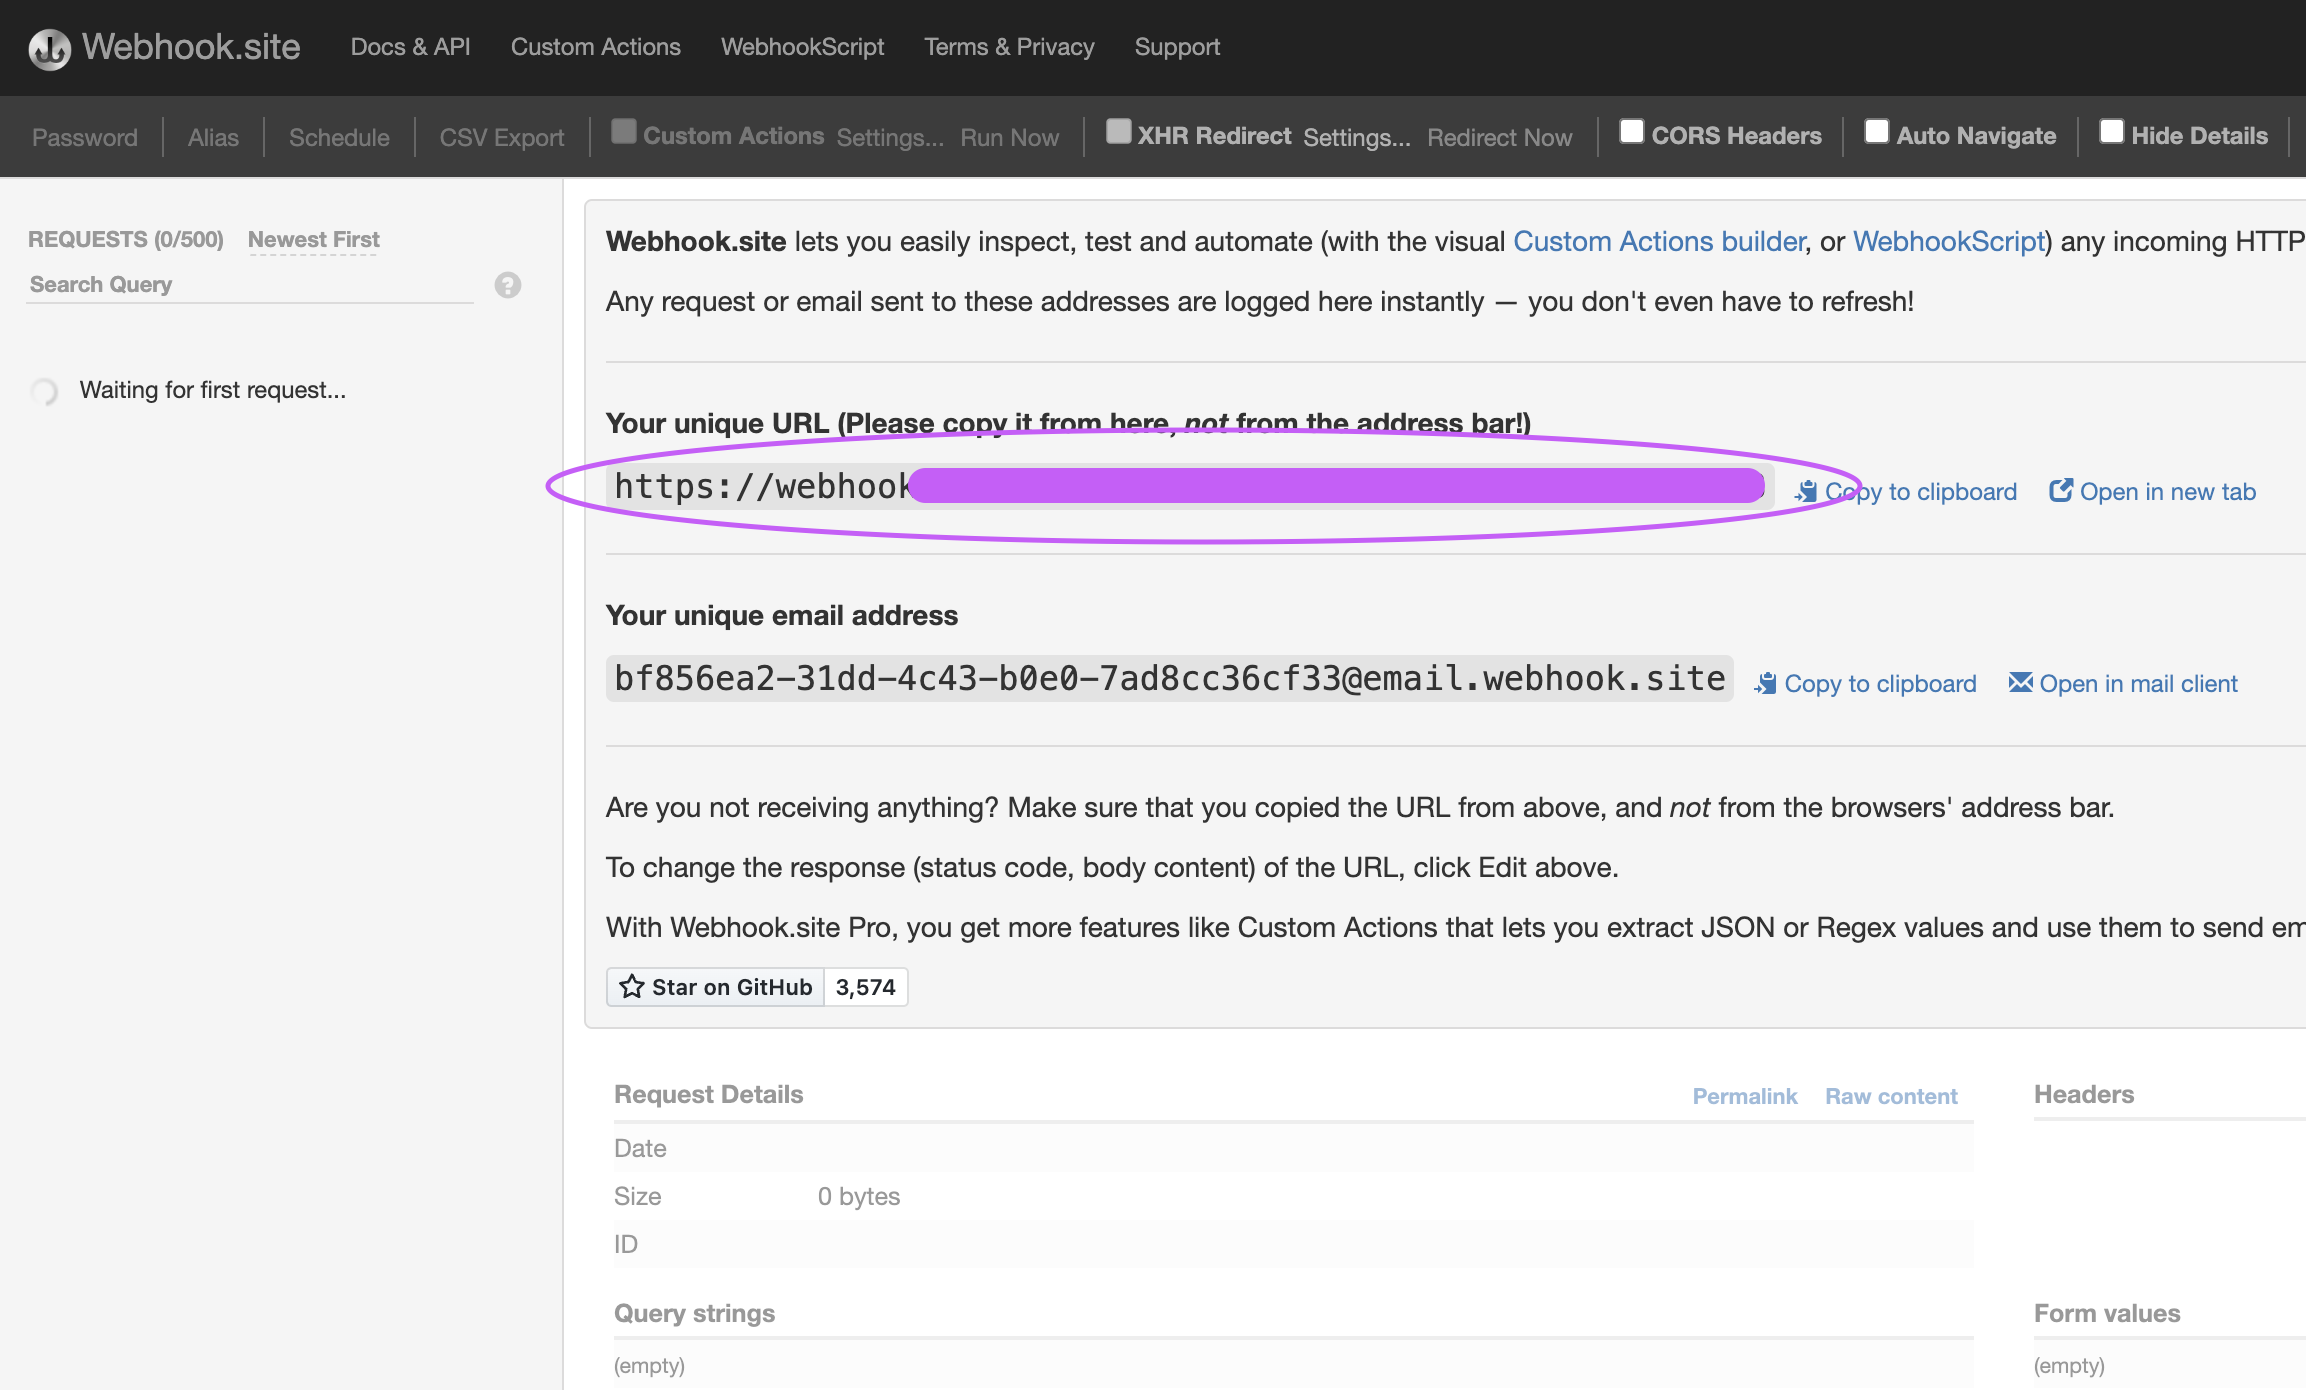 Webhook.site Docs & API Custom Actions WebhookScript Terms & Privacy Support
Password Alias Schedule CSV Export Custom Actions Settings... Run Now XHR Redirect Settings... Redirect Now CORS Headers Auto Navigate Hide Details
REQUESTS (0/500) Newest First
Search Query ?
Waiting for first request...
Webhook.site lets you easily inspect, test and automate (with the visual Custom Actions builder, or WebhookScript) any incoming HTTP
Any request or email sent to these addresses are logged here instantly — you don't even have to refresh!
Your unique URL (Please copy it from here, not from the address bar!)
https://webhook Copy to clipboard Open in new tab
Your unique email address
bf856ea2-31dd-4c43-b0e0-7ad8cc36cf33@email.webhook.site Copy to clipboard Open in mail client
Are you not receiving anything? Make sure that you copied the URL from above, and not from the browsers' address bar.
To change the response (status code, body content) of the URL, click Edit above.
With Webhook.site Pro, you get more features like Custom Actions that lets you extract JSON or Regex values and use them to send em
Star on GitHub 3,574
Request Details Permalink Raw content Headers
Date
Size 0 bytes
ID
Query strings Form values
(empty) (empty)